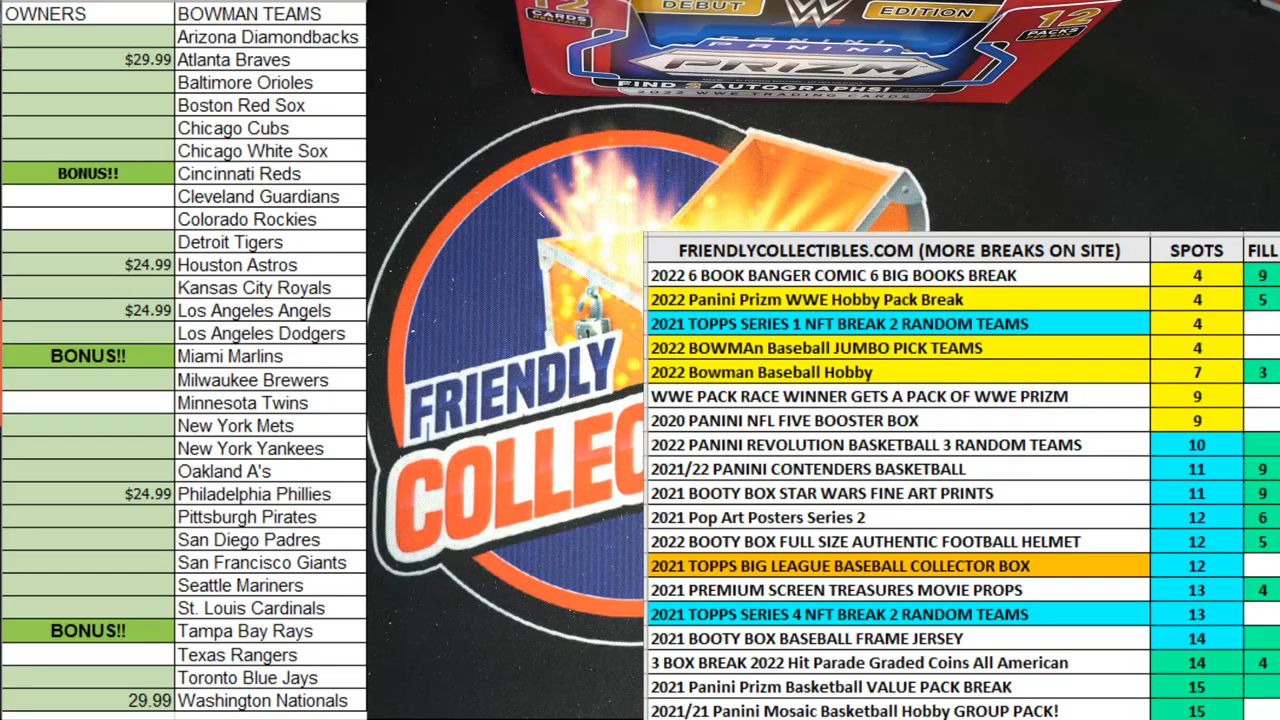 OWNERS BOWMAN TEAMS
Arizona Diamondbacks
$29.99 Atlanta Braves
Baltimore Orioles
Boston Red Sox
Chicago Cubs
Chicago White Sox
BONUS!! Cincinnati Reds
Cleveland Guardians
Colorado Rockies
Detroit Tigers
$24.99 Houston Astros
Kansas City Royals
$24.99 Los Angeles Angels
Los Angeles Dodgers
BONUS!! Miami Marlins
Milwaukee Brewers
Minnesota Twins
New York Mets
New York Yankees
Oakland A's
$24.99 Philadelphia Phillies
Pittsburgh Pirates
San Diego Padres
San Francisco Giants
Seattle Mariners
St. Louis Cardinals
BONUS!! Tampa Bay Rays
Texas Rangers
Toronto Blue Jays
29.99 Washington Nationals
12 DEBUT W EDITION 12
CARDS PACKS
PANINI
PRIZM
FIND 2 AUTOGRAPHS!
2022 WWE TRADING CARDS
FRIENDLY
COLLEC
FRIENDLYCOLLECTIBLES.COM (MORE BREAKS ON SITE) SPOTS FILL
2022 6 BOOK BANGER COMIC 6 BIG BOOKS BREAK 4 9
2022 Panini Prizm WWE Hobby Pack Break 4 5
2021 TOPPS SERIES 1 NFT BREAK 2 RANDOM TEAMS 4
2022 BOWMAn Baseball JUMBO PICK TEAMS 4
2022 Bowman Baseball Hobby 7 3
WWE PACK RACE WINNER GETS A PACK OF WWE PRIZM 9
2020 PANINI NFL FIVE BOOSTER BOX 9
2022 PANINI REVOLUTION BASKETBALL 3 RANDOM TEAMS 10
2021/22 PANINI CONTENDERS BASKETBALL 11 9
2021 BOOTY BOX STAR WARS FINE ART PRINTS 11 9
2021 Pop Art Posters Series 2 12 6
2022 BOOTY BOX FULL SIZE AUTHENTIC FOOTBALL HELMET 12 5
2021 TOPPS BIG LEAGUE BASEBALL COLLECTOR BOX 12
2021 PREMIUM SCREEN TREASURES MOVIE PROPS 13 4
2021 TOPPS SERIES 4 NFT BREAK 2 RANDOM TEAMS 13
2021 BOOTY BOX BASEBALL FRAME JERSEY 14
3 BOX BREAK 2022 Hit Parade Graded Coins All American 14 4
2021 Panini Prizm Basketball VALUE PACK BREAK 15
2021/21 Panini Mosaic Basketball Hobby GROUP PACK! 15